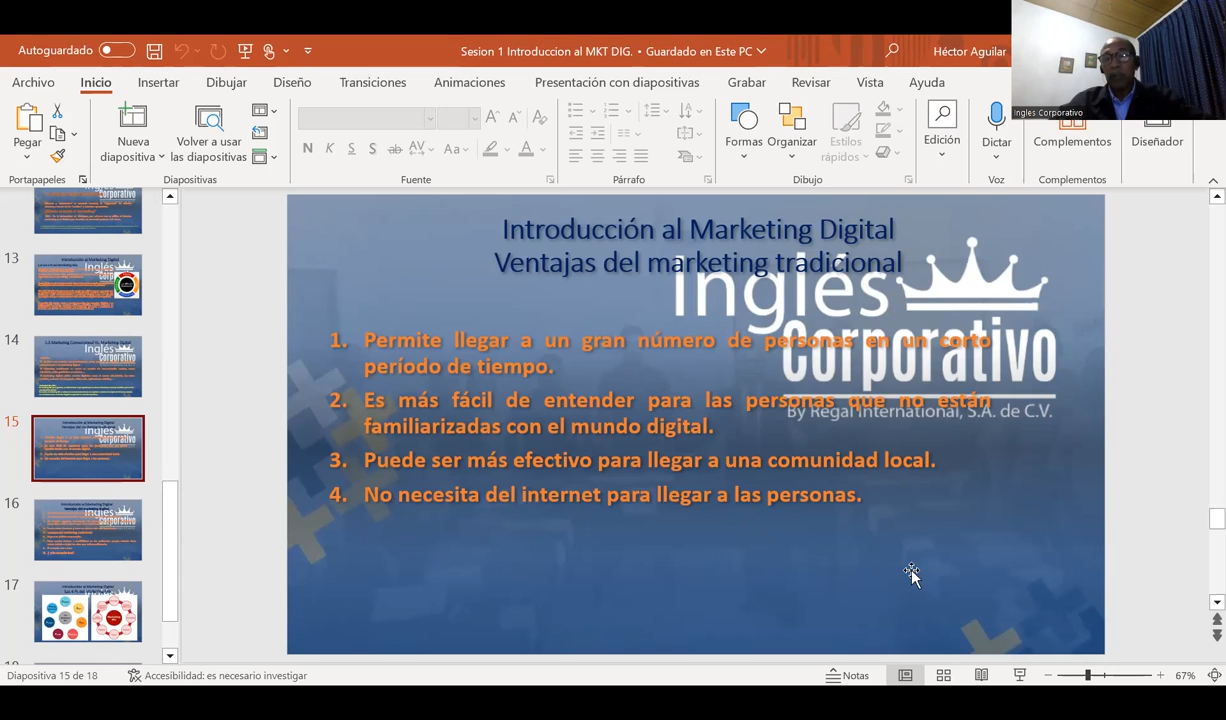 Autoguardado
Sesion 1 Introduccion al MKT DIG. • Guardado en Este PC
Héctor Aguilar
Ingles Corporativo
Archivo Inicio Insertar Dibujar Diseño Transiciones Animaciones Presentación con diapositivas Grabar Revisar Vista Ayuda
Pegar
Nueva diapositiva
Volver a usar las diapositivas
N K S S ab AV Aa A
Formas
Organizar
Estilos rápidos
Edición
Dictar
Complementos
Diseñador
Portapapeles Diapositivas Fuente Párrafo Dibujo Voz Complementos
13
14
15
16
17
Introducción al Marketing Digital
Ventajas del marketing tradicional
Inglés
Corporativo
By Regal International, S.A. de C.V.
1. Permite llegar a un gran número de personas en un corto
período de tiempo.
2. Es más fácil de entender para las personas que no están
familiarizadas con el mundo digital.
3. Puede ser más efectivo para llegar a una comunidad local.
4. No necesita del internet para llegar a las personas.
Diapositiva 15 de 18
Accesibilidad: es necesario investigar
Notas
67%